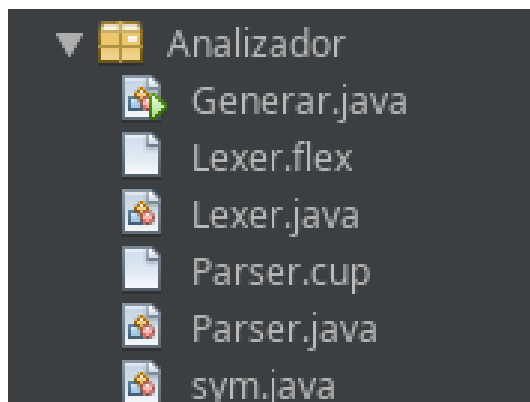 Analizador
Generar.java
Lexer.flex
Lexer.java
Parser.cup
Parser.java
sym.java